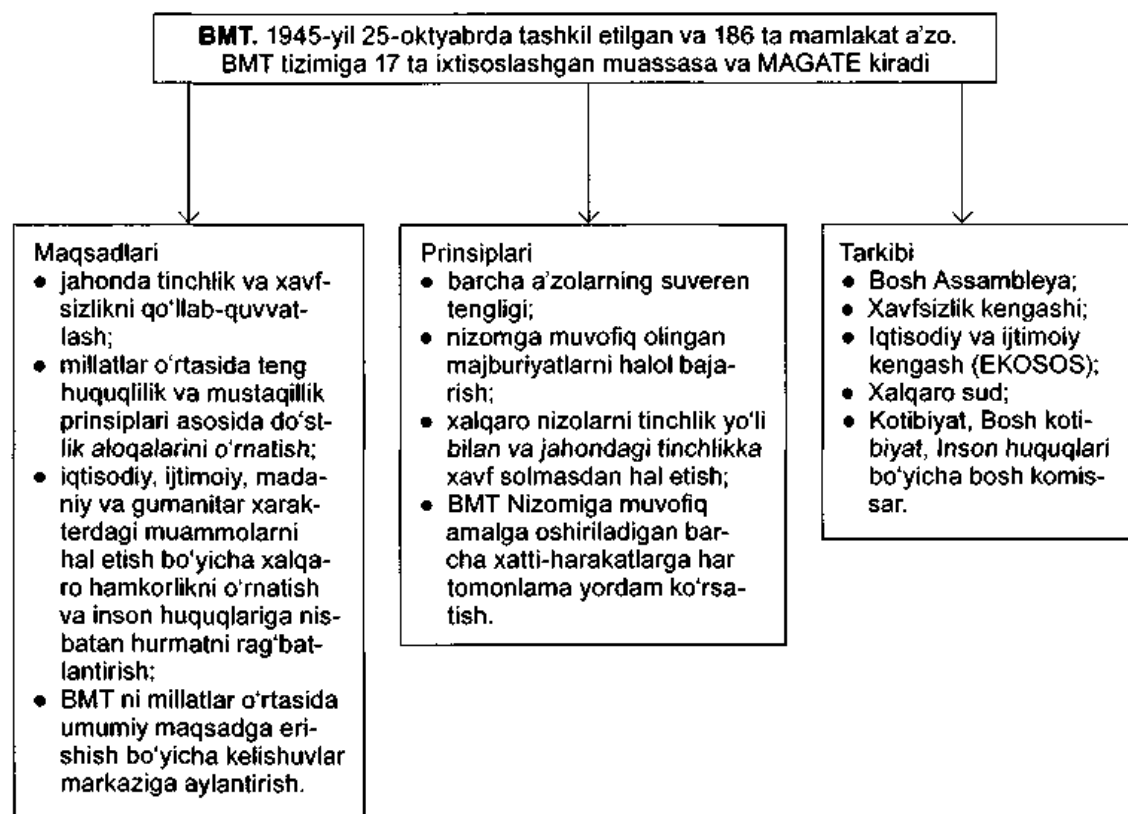 BMT. 1945-yil 25-oktyabrda tashkil etilgan va 186 ta mamlakat a’zo.
BMT tizimiga 17 ta ixtisoslashgan muassasa va MAGATE kiradi
Maqsadlari
● jahonda tinchlik va xavf-
sizlikni qo‘llab-quvvat-
lash;
● millatlar o‘rtasida teng
huquqlilik va mustaqillik
prinsiplari asosida do‘st-
lik aloqalarini o‘rnatish;
● iqtisodiy, ijtimoiy, mada-
niy va gumanitar xarak-
terdagi muammolarni
hal etish bo‘yicha xalqa-
ro hamkorlikni o‘rnatish
va inson huquqlariga nis-
batan hurmatni rag‘bat-
lantirish;
● BMT ni millatlar o‘rtasida
umumiy maqsadga eri-
shish bo‘yicha kelishuvlar
markaziga aylantirish.
Prinsiplari
● barcha a’zolarning suveren
tengligi;
● nizomga muvofiq olingan
majburiyatlarni halol baja-
rish;
● xalqaro nizolarni tinchlik yo‘li
bilan va jahondagi tinchlikka
xavf solmasdan hal etish;
● BMT Nizomiga muvofiq
amalga oshiriladigan bar-
cha xatti-harakatlarga har
tomonlama yordam ko‘rsa-
tish.
Tarkibi
● Bosh Assambleya;
● Xavfsizlik kengashi;
● Iqtisodiy va ijtimoiy
kengash (EKOSOS);
● Xalqaro sud;
● Kotibiyat, Bosh koti-
biyat, Inson huquqlari
bo‘yicha bosh komis-
sar.